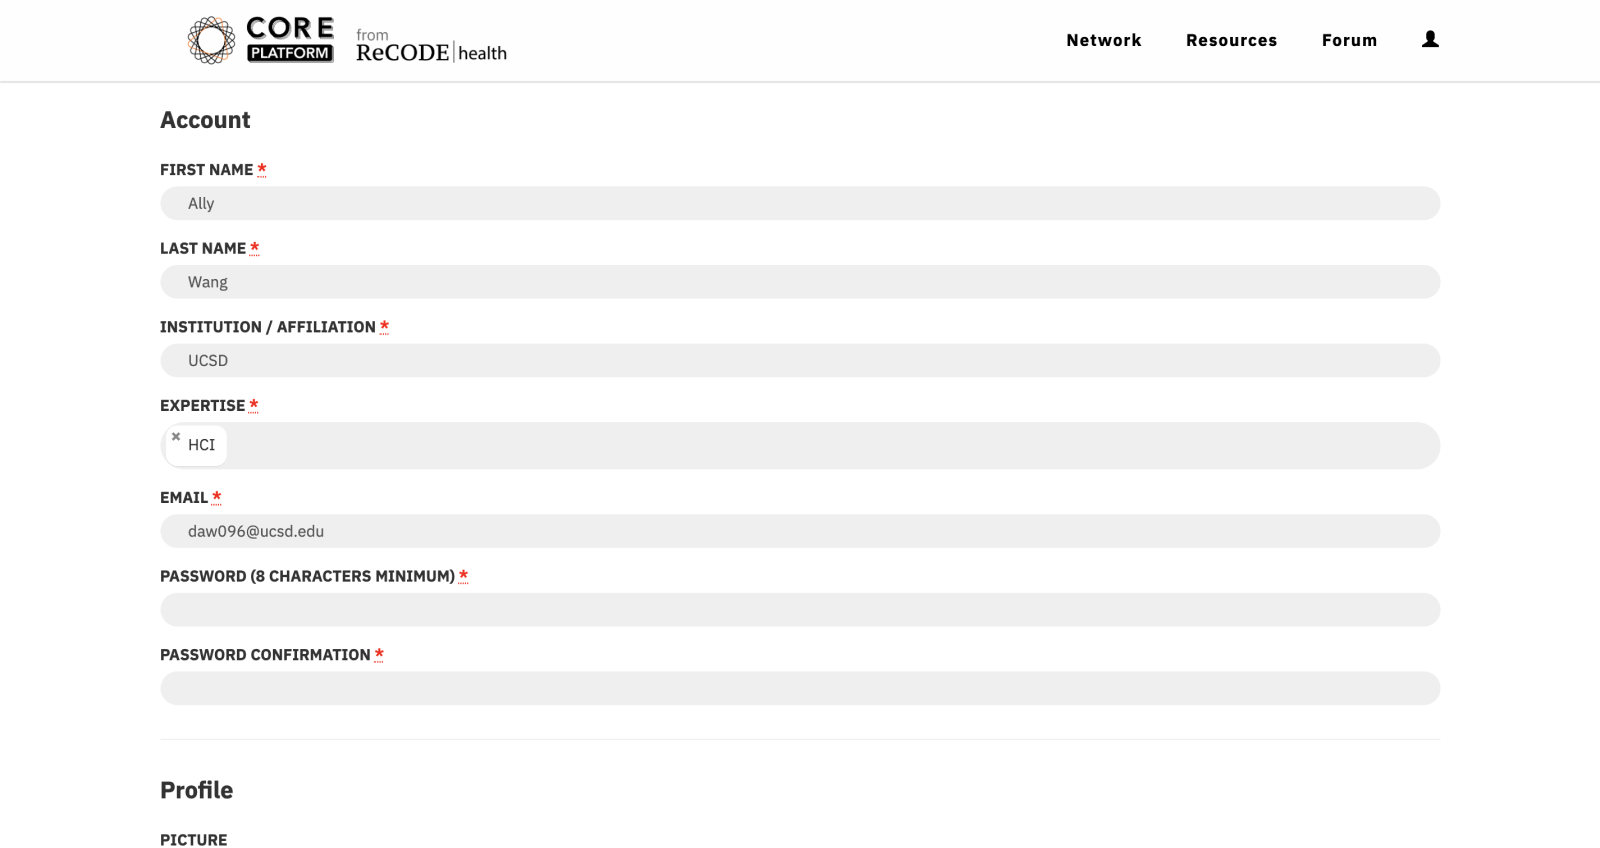 CORE
PLATFORM
from
ReCODE health
Network Resources Forum
Account
FIRST NAME *
Ally
LAST NAME *
Wang
INSTITUTION / AFFILIATION *
UCSD
EXPERTISE *
× HCI
EMAIL *
daw096@ucsd.edu
PASSWORD (8 CHARACTERS MINIMUM) *
PASSWORD CONFIRMATION *
Profile
PICTURE